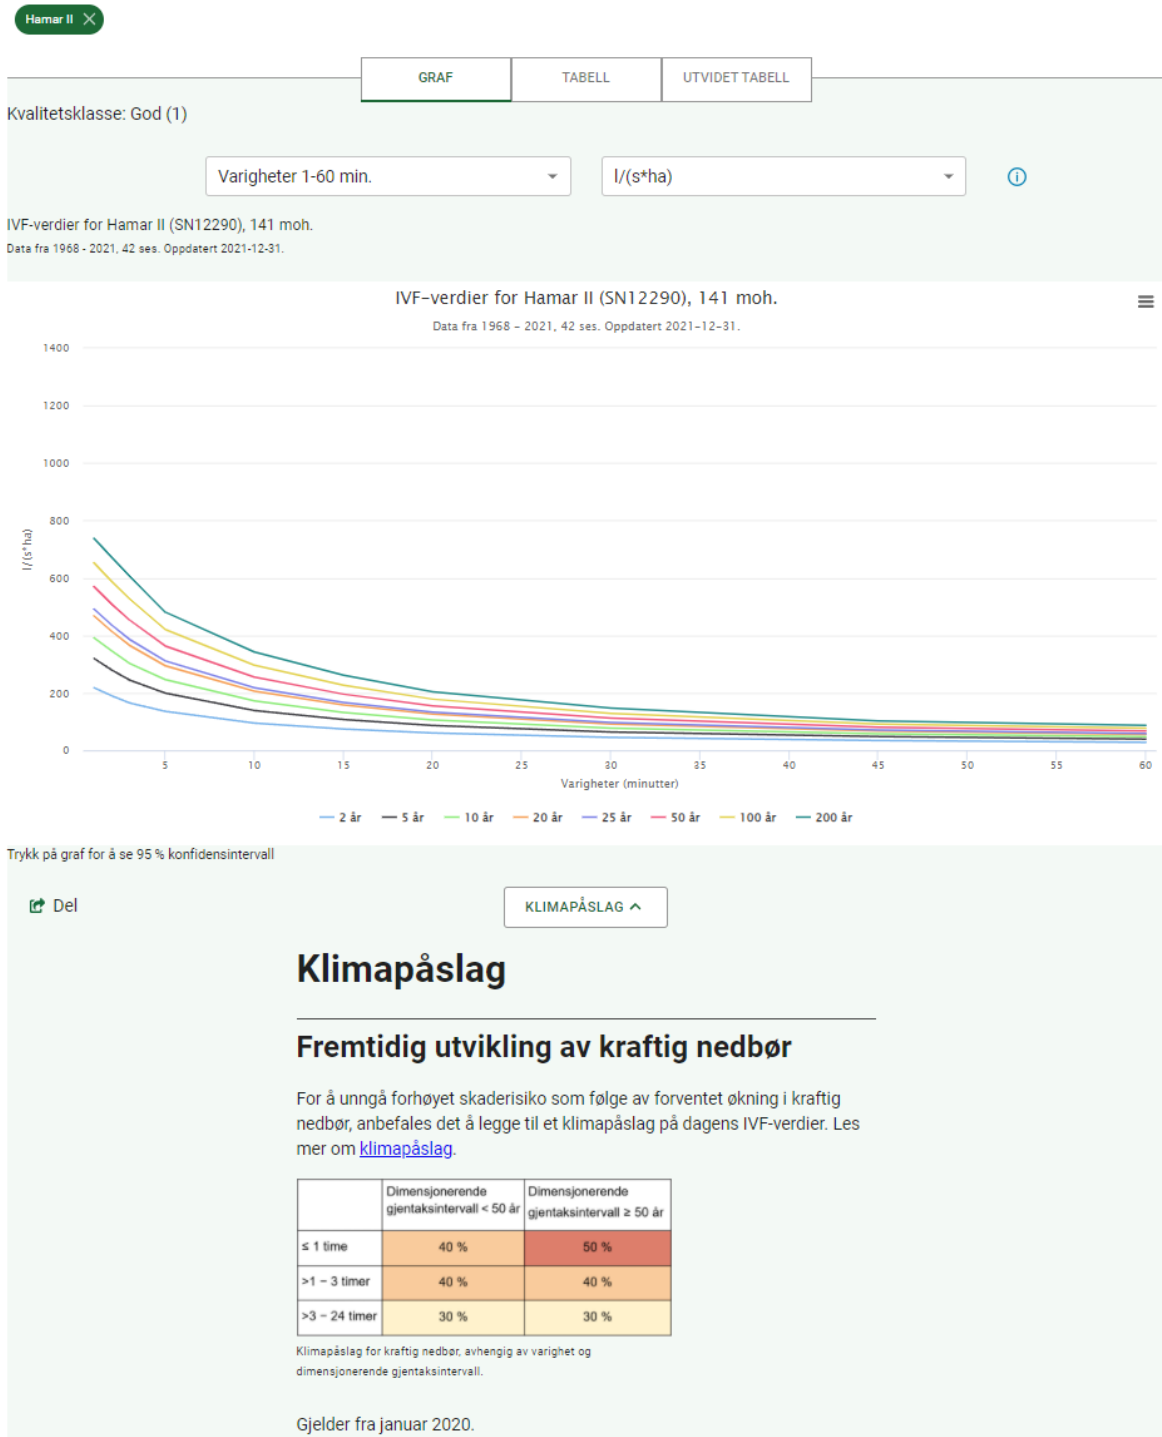 Hamar II
GRAF TABELL UTVIDET TABELL
Kvalitetsklasse: God (1)
Varigheter 1-60 min. l/(s*ha)
IVF-verdier for Hamar II (SN12290), 141 moh.
Data fra 1968 - 2021, 42 ses. Oppdatert 2021-12-31.
IVF-verdier for Hamar II (SN12290), 141 moh.
Data fra 1968 - 2021, 42 ses. Oppdatert 2021-12-31.
1400
1200
1000
800
600
400
200
0
l/(s*ha)
5 10 15 20 25 30 35 40 45 50 55 60
Varigheter (minutter)
2 år 5 år 10 år 20 år 25 år 50 år 100 år 200 år
Trykk på graf for å se 95 % konfidensintervall
Del
KLIMAPÅSLAG
Klimapåslag
Fremtidig utvikling av kraftig nedbør
For å unngå forhøyet skaderisiko som følge av forventet økning i kraftig
nedbør, anbefales det å legge til et klimapåslag på dagens IVF-verdier. Les
mer om klimapåslag.
Dimensjonerende Dimensjonerende
gjentaksintervall < 50 år gjentaksintervall ≥ 50 år
≤ 1 time 40 % 50 %
>1 – 3 timer 40 % 40 %
>3 – 24 timer 30 % 30 %
Klimapåslag for kraftig nedbør, avhengig av varighet og
dimensjonerende gjentaksintervall.
Gjelder fra januar 2020.